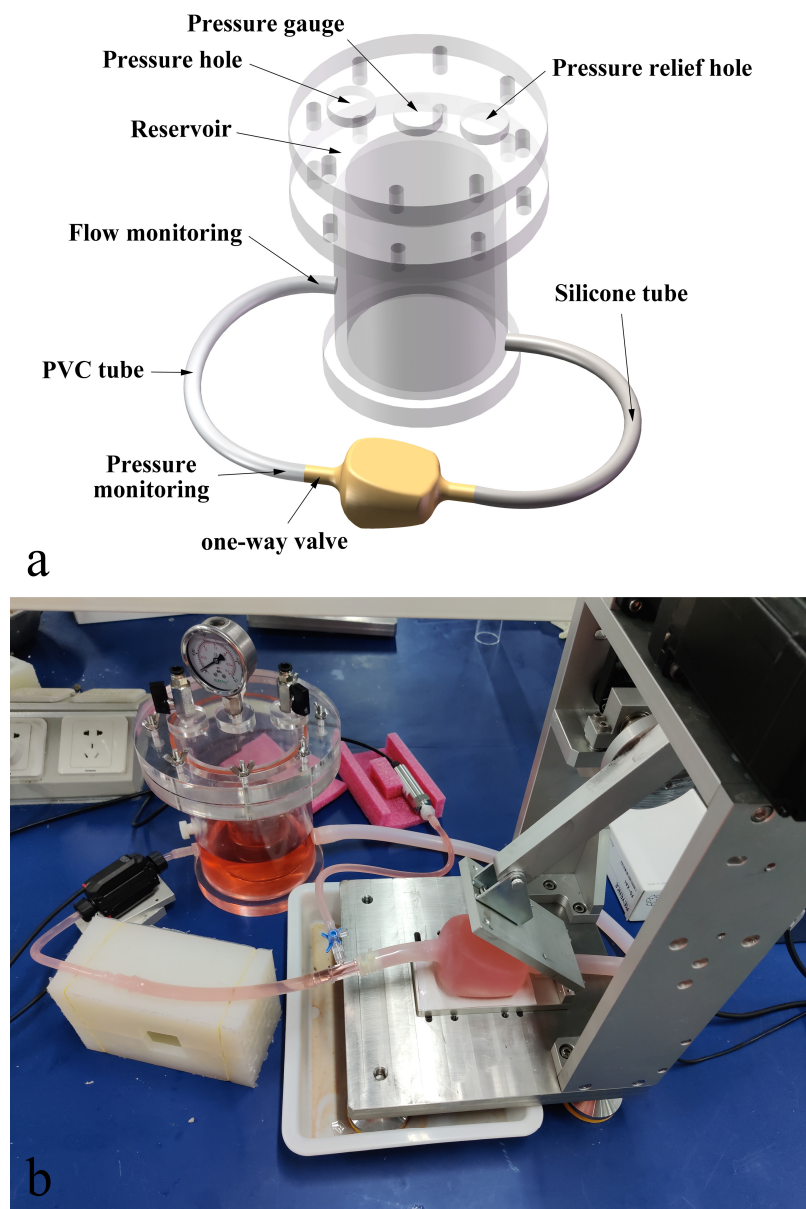 Pressure gauge
Pressure hole
Pressure relief hole
Reservoir
Flow monitoring
Silicone tube
PVC tube
Pressure
monitoring
one-way valve
a
KEYENCE
b